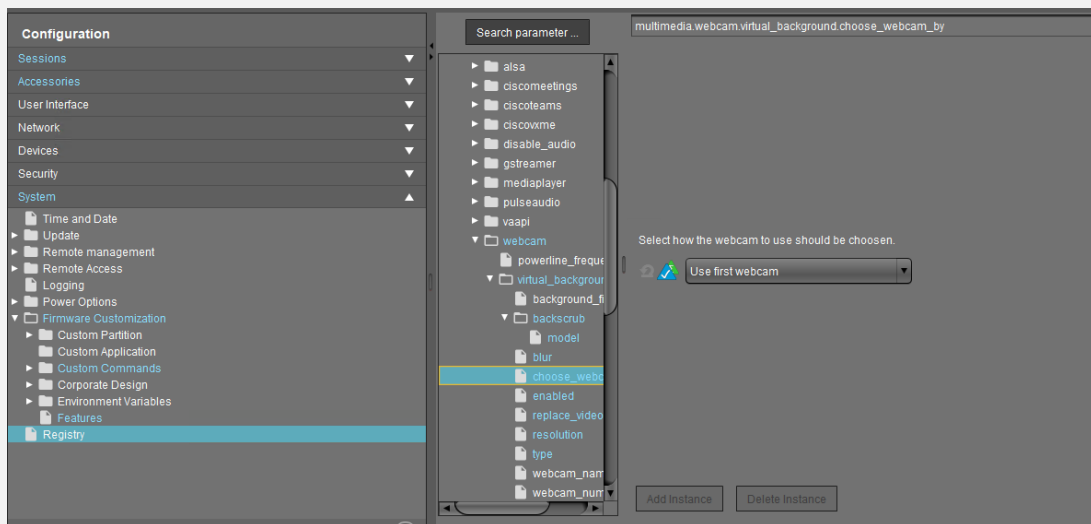 Configuration
Sessions
Accessories
User Interface
Network
Devices
Security
System
Time and Date
Update
Remote management
Remote Access
Logging
Power Options
Firmware Customization
Custom Partition
Custom Application
Custom Commands
Corporate Design
Environment Variables
Features
Registry
Search parameter ...
alsa
ciscomeetings
ciscoteams
ciscovxme
disable_audio
gstreamer
mediaplayer
pulseaudio
vaapi
webcam
powerline_freque
virtual_backgrour
background_fi
backscrub
model
blur
choose_webc
enabled
replace_video
resolution
type
webcam_nam
webcam_num
multimedia.webcam.virtual_background.choose_webcam_by
Select how the webcam to use should be choosen.
Use first webcam
Add Instance Delete Instance